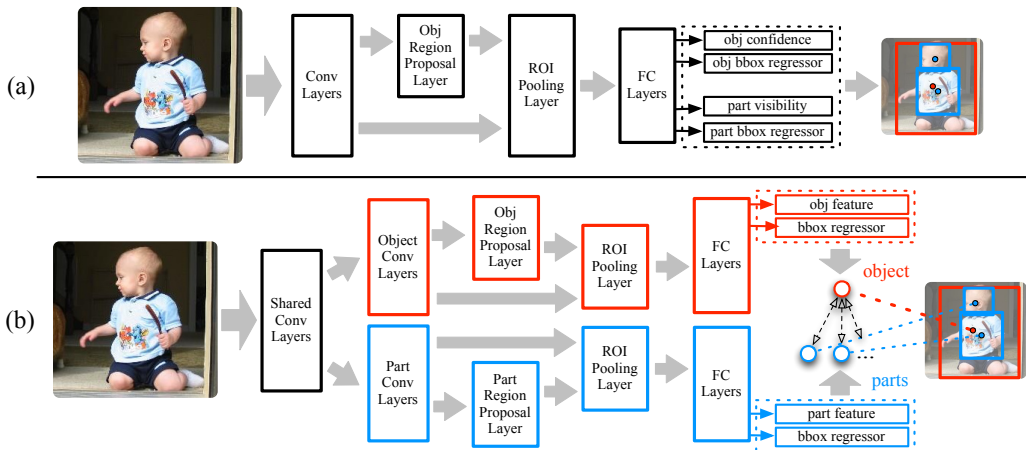 (a)
Conv
Layers
Obj
Region
Proposal
Layer
ROI
Pooling
Layer
FC
Layers
obj confidence
obj bbox regressor
part visibility
part bbox regressor
(b)
Shared
Conv
Layers
Object
Conv
Layers
Obj
Region
Proposal
Layer
ROI
Pooling
Layer
FC
Layers
obj feature
bbox regressor
object
Part
Conv
Layers
Part
Region
Proposal
Layer
ROI
Pooling
Layer
FC
Layers
...
parts
part feature
bbox regressor